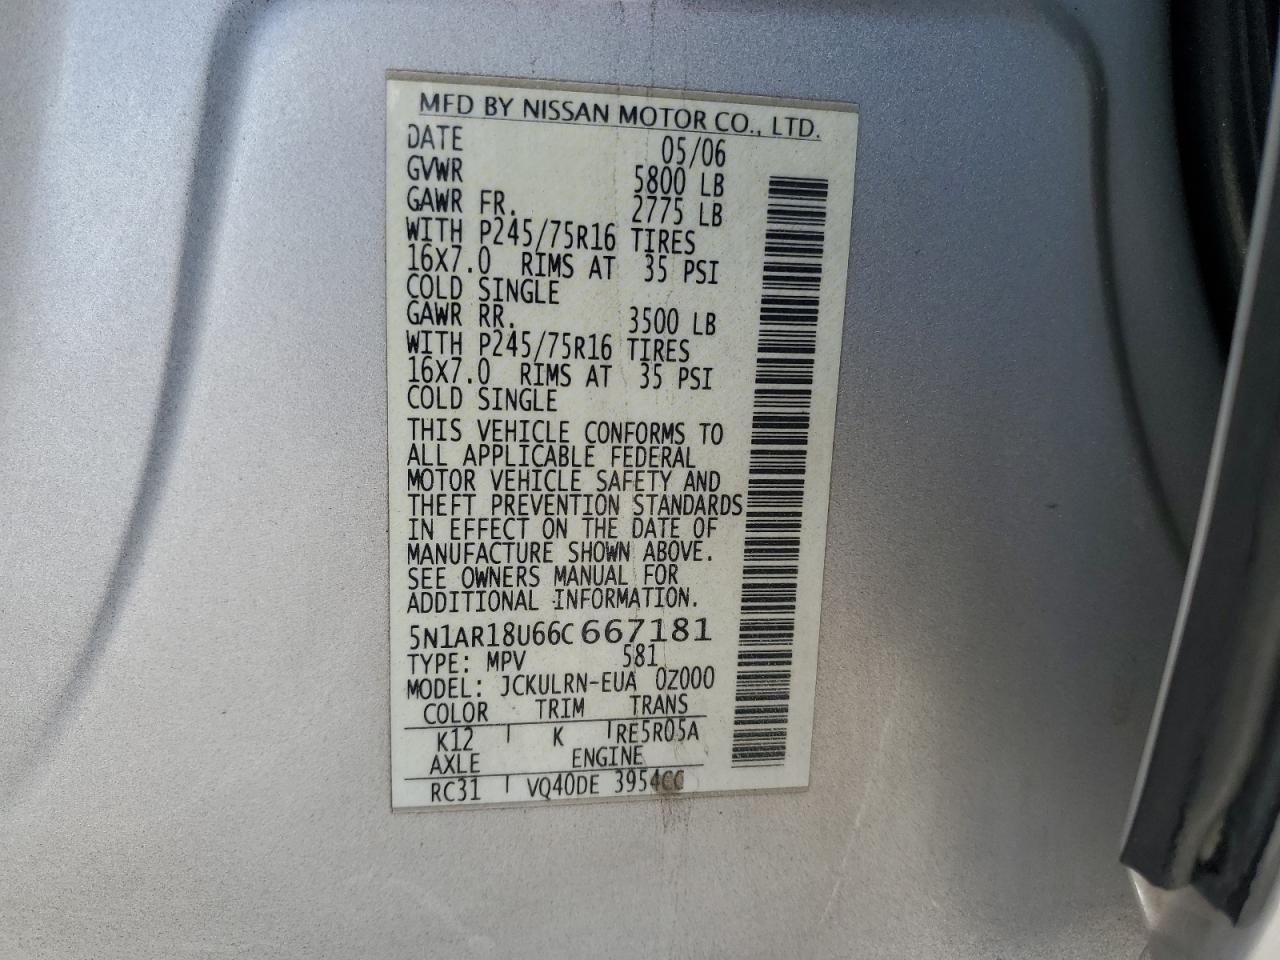 MFD BY NISSAN MOTOR CO., LTD.
DATE 05/06
GVWR 5800 LB
GAWR FR. 2775 LB
WITH P245/75R16 TIRES
16X7.0 RIMS AT 35 PSI
COLD SINGLE
GAWR RR. 3500 LB
WITH P245/75R16 TIRES
16X7.0 RIMS AT 35 PSI
COLD SINGLE
THIS VEHICLE CONFORMS TO
ALL APPLICABLE FEDERAL
MOTOR VEHICLE SAFETY AND
THEFT PREVENTION STANDARDS
IN EFFECT ON THE DATE OF
MANUFACTURE SHOWN ABOVE.
SEE OWNERS MANUAL FOR
ADDITIONAL INFORMATION.
5N1AR18U66C667181
TYPE: MPV 581
MODEL: JCKULRN-EUA 0Z000
COLOR TRIM TRANS
K12 K RE5R05A
AXLE ENGINE
RC31 VQ40DE 3954CC